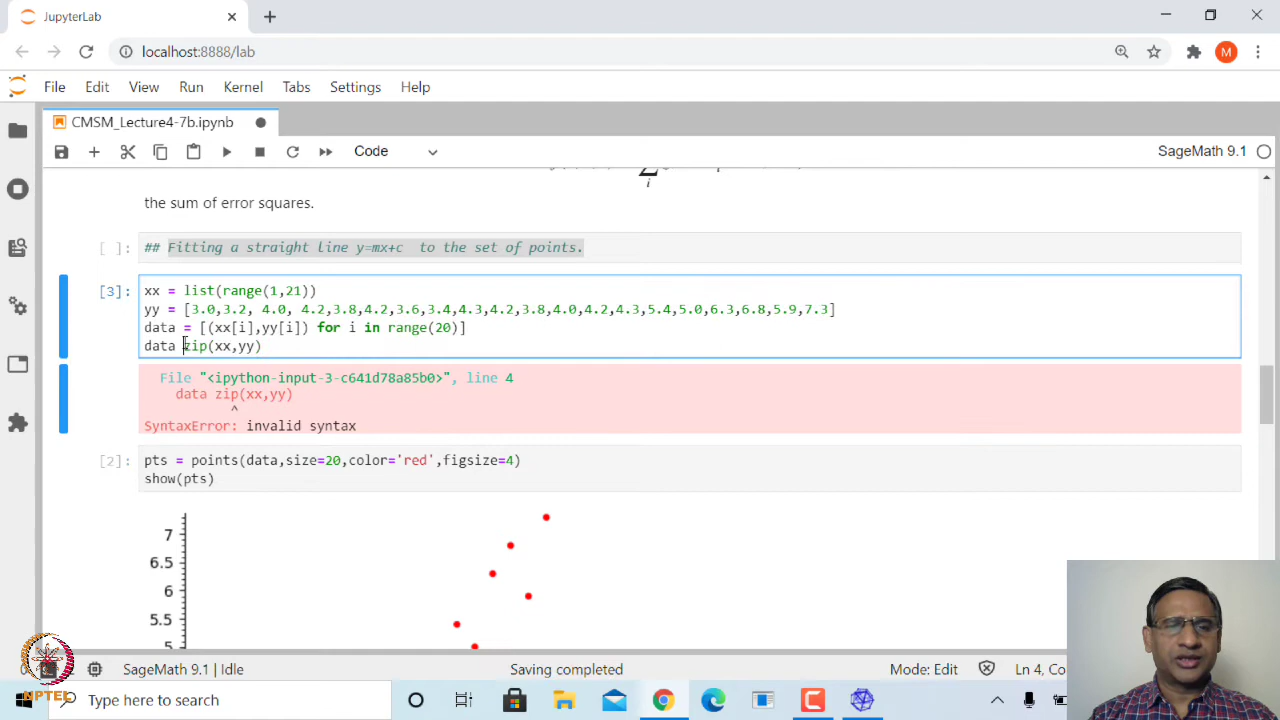 JupyterLab
localhost:8888/lab
M
File Edit View Run Kernel Tabs Settings Help
CMSM_Lecture4-7b.ipynb
Code
SageMath 9.1
i
the sum of error squares.
[ ]: ## Fitting a straight line y=mx+c to the set of points.
[3]: xx = list(range(1,21))
yy = [3.0,3.2, 4.0, 4.2,3.8,4.2,3.6,3.4,4.3,4.2,3.8,4.0,4.2,4.3,5.4,5.0,6.3,6.8,5.9,7.3]
data = [(xx[i],yy[i]) for i in range(20)]
data zip(xx,yy)
File "<ipython-input-3-c641d78a85b0>", line 4
data zip(xx,yy)
^
SyntaxError: invalid syntax
[2]: pts = points(data,size=20,color='red',figsize=4)
show(pts)
7
6.5
6
5.5
5
SageMath 9.1 | Idle
Saving completed
Mode: Edit
Ln 4, Co
NPTEL
Type here to search